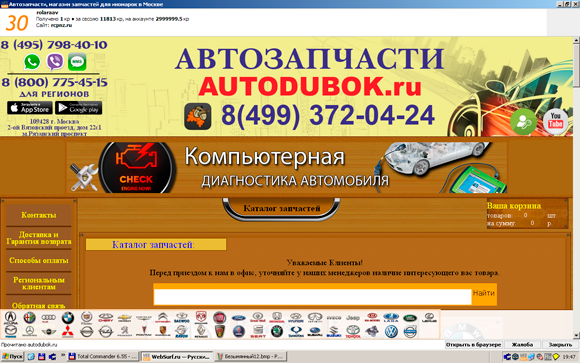 Автозапчасти, магазин запчастей для иномарок в Москве
30
rolaraav
Получено 1 кр • за сессию 11813 кр, на аккаунте 2999999.5 кр
Сайт: rcpnz.ru
8 (495) 798-40-10
8 (800) 775-45-15
ДЛЯ РЕГИОНОВ
App Store
Google Play
109428 г. Москва
2-ой Вязовский проезд, дом 22с1
м.Рязанский проспект
АВТОЗАПЧАСТИ
AUTODUBOK.ru
8(499) 372-04-24
You Tube
CHECK
ENGINE NOW!
Компьютерная
ДИАГНОСТИКА АВТОМОБИЛЯ
Контакты
Доставка и
Гарантия возврата
Способы оплаты
Региональным
клиентам
Обратная связь
Каталог запчастей
Ваша корзина
товаров: 0 шт
на сумму: 0 р.
Каталог запчастей:
Уважаемые Клиенты!
Перед приездом к нам в офис, уточняйте у наших менеджеров наличие интересующего вас товара.
Найти
Прочитано autodubok.ru
Открыть в браузере
Жалоба
Закрыть
Пуск
Total Commander 6.55 - ...
WebSurf.ru — Русски...
Безымянный12.bmp - P...
19:47